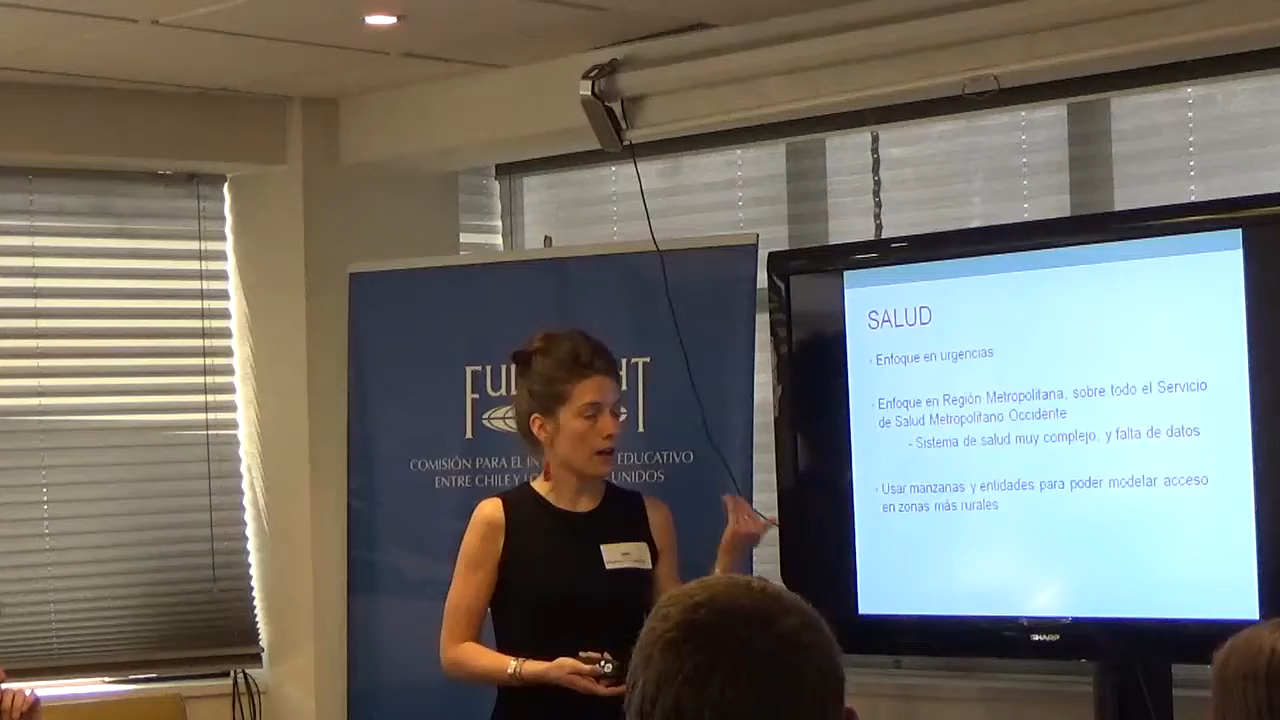 FUL HT
COMISIÓN PARA EL IN EDUCATIVO
ENTRE CHILE Y UNIDOS
SALUD
· Enfoque en urgencias
· Enfoque en Región Metropolitana, sobre todo el Servicio
de Salud Metropolitano Occidente
- Sistema de salud muy complejo, y falta de datos
· Usar manzanas y entidades para poder modelar acceso
en zonas más rurales
SHARP